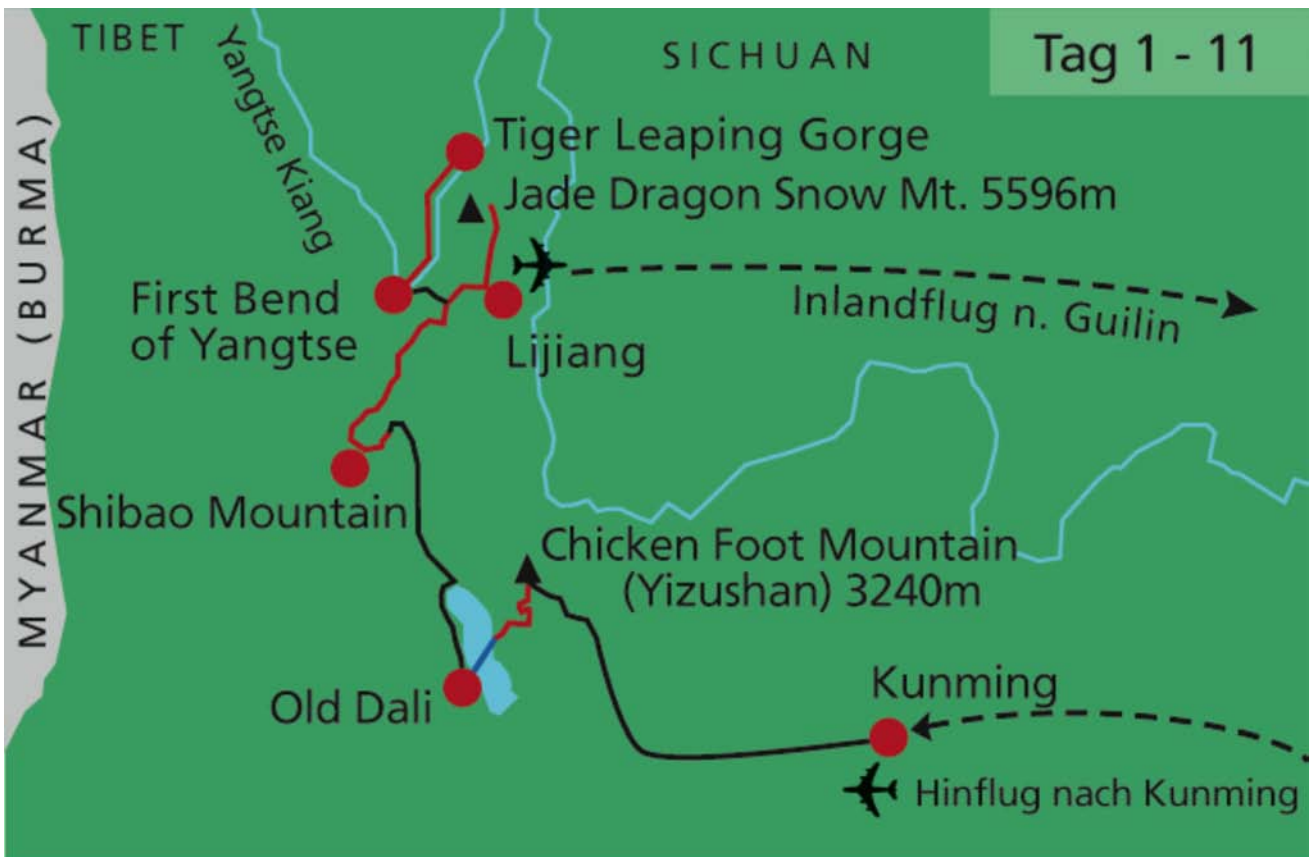 TIBET
Yangtse Kiang
SICHUAN
Tag 1 - 11
MYANMAR (BURMA)
Tiger Leaping Gorge
Jade Dragon Snow Mt. 5596m
First Bend
of Yangtse
Lijiang
Inlandflug n. Guilin
Shibao Mountain
Chicken Foot Mountain
(Yizushan) 3240m
Old Dali
Kunming
Hinflug nach Kunming